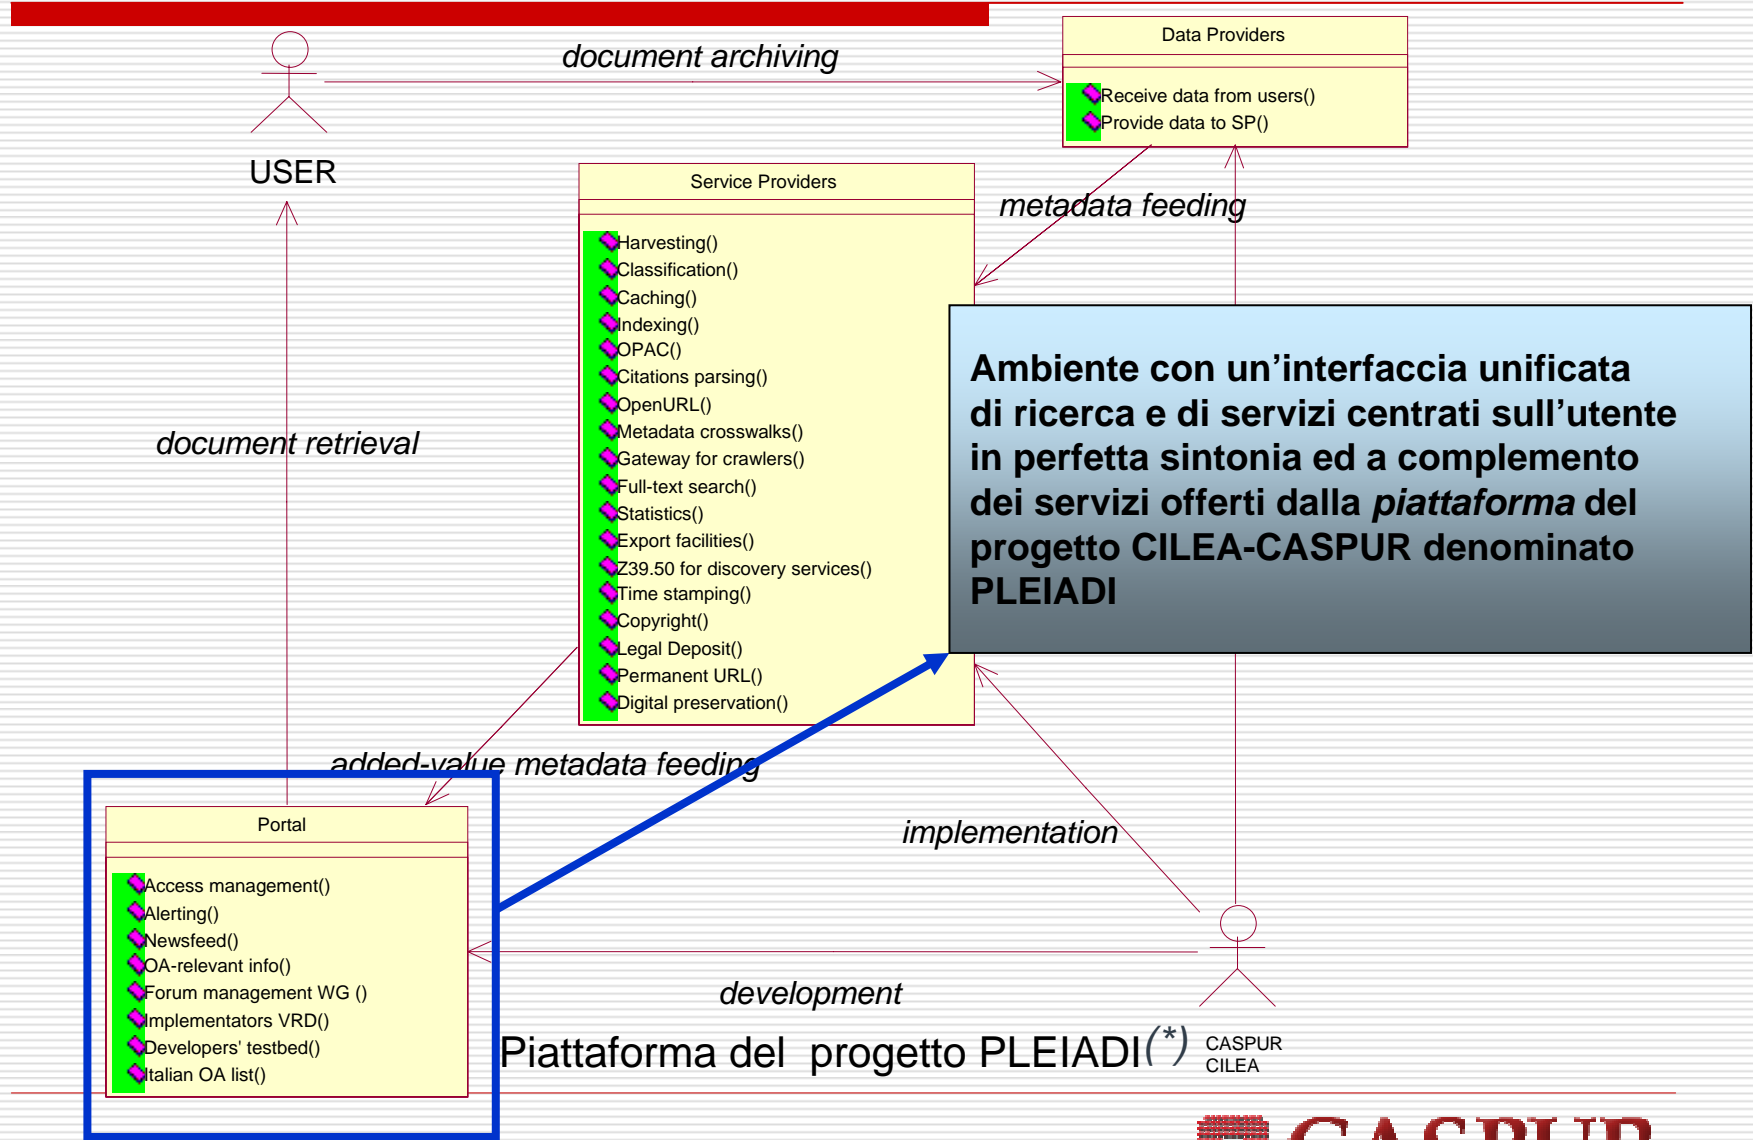 document archiving
Data Providers
Receive data from users()
Provide data to SP()
USER
Service Providers
metadata feeding
Harvesting()
Classification()
Caching()
Indexing()
OPAC()
Citations parsing()
OpenURL()
Metadata crosswalks()
Gateway for crawlers()
Full-text search()
Statistics()
Export facilities()
Z39.50 for discovery services()
Time stamping()
Copyright()
Legal Deposit()
Permanent URL()
Digital preservation()
Ambiente con un’interfaccia unificata
di ricerca e di servizi centrati sull’utente
in perfetta sintonia ed a complemento
dei servizi offerti dalla piattaforma del
progetto CILEA-CASPUR denominato
PLEIADI
document retrieval
added-value metadata feeding
Portal
Access management()
Alerting()
Newsfeed()
OA-relevant info()
Forum management WG ()
Implementators VRD()
Developers' testbed()
Italian OA list()
implementation
development
Piattaforma del progetto PLEIADI(*)
CASPUR
CILEA
CASPUR